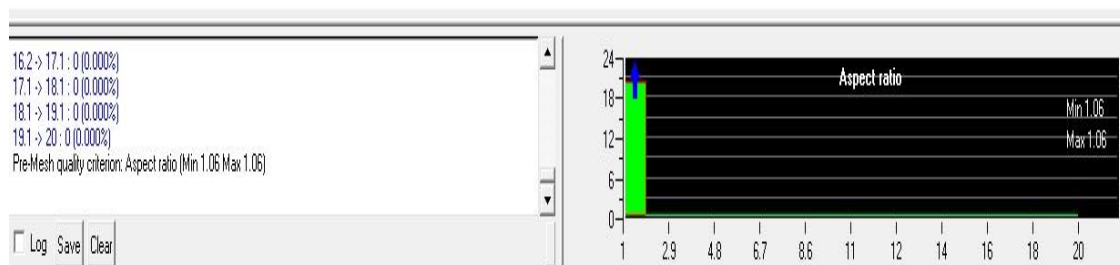 16.2 -> 17.1 : 0 (0.000%)
17.1 -> 18.1 : 0 (0.000%)
18.1 -> 19.1 : 0 (0.000%)
19.1 -> 20 : 0 (0.000%)
Pre-Mesh quality criterion: Aspect ratio (Min 1.06 Max 1.06)
Log Save Clear
Aspect ratio
Min 1.06
Max 1.06
24
18
12
6
0
1 2.9 4.8 6.7 8.6 11 12 14 16 18 20